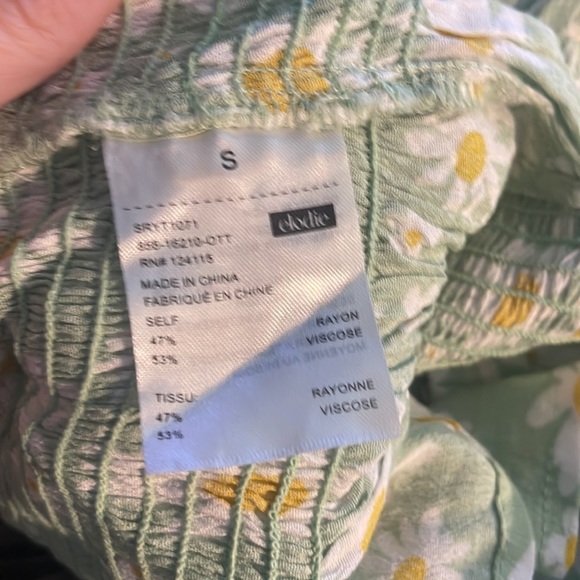 S
elodie
SRYT1071
856-16210-OTT
RN# 124115
MADE IN CHINA
FABRIQUÉ EN CHINE
SELF
47% RAYON
53% VISCOSE
TISSU:
47% RAYONNE
53% VISCOSE